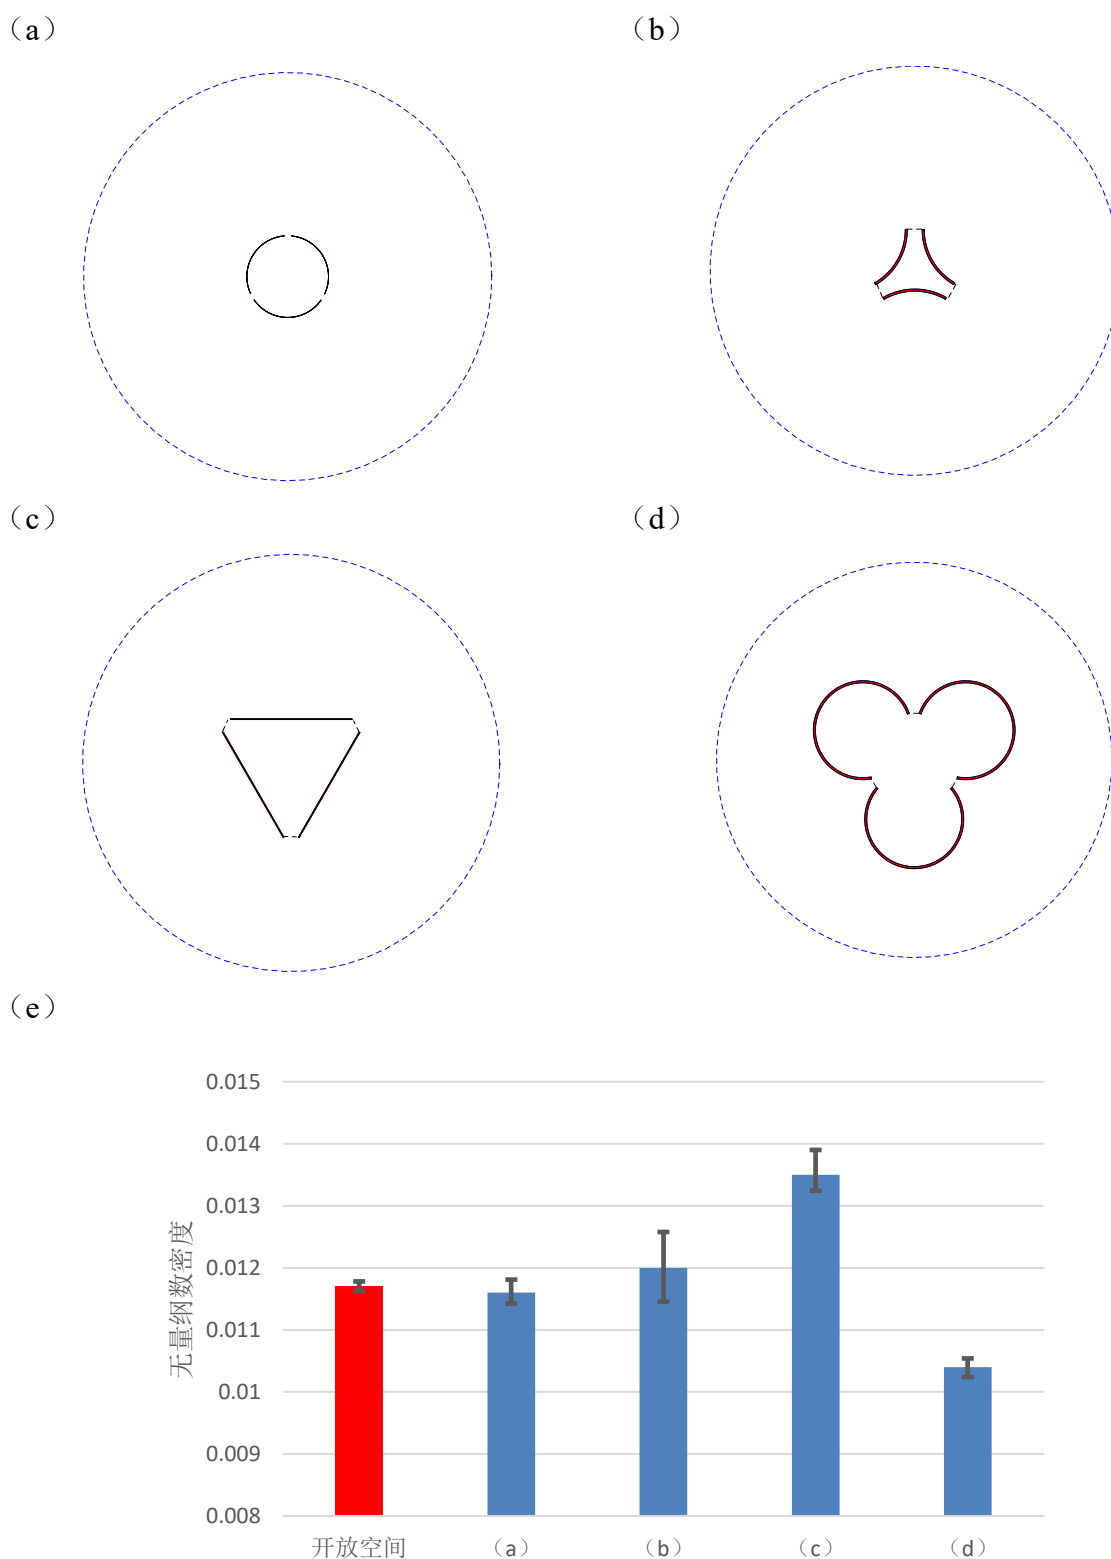 （a）
（b）
（c）
（d）
（e）
0.015
0.014
0.013
0.012
0.011
0.01
0.009
0.008
无量纲数密度
开放空间 （a） （b） （c） （d）